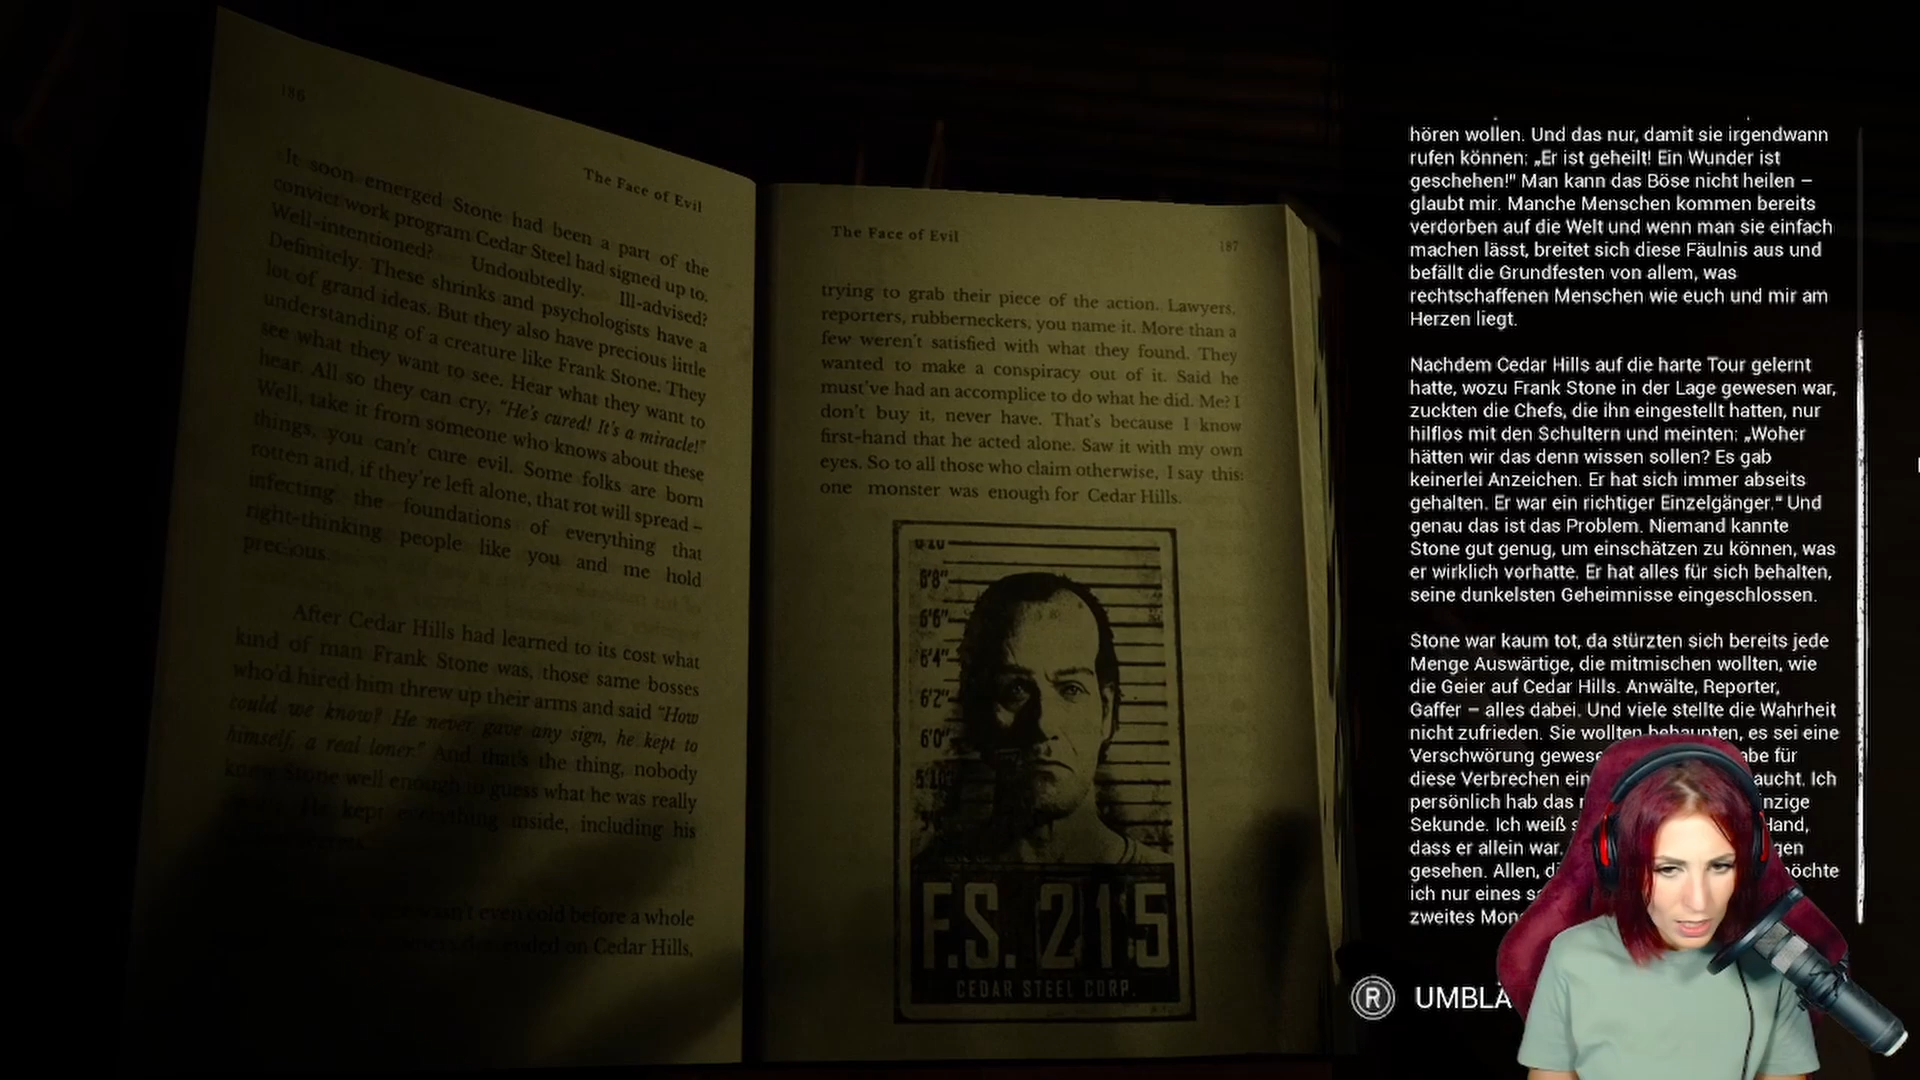 186
The Face of Evil
It soon emerged Stone had been a part of the
convict work program Cedar Steel had signed up to.
Well-intentioned? Undoubtedly. Ill-advised?
Definitely. These shrinks and psychologists have a
lot of grand ideas. But they also have precious little
understanding of a creature like Frank Stone. They
see what they want to see. Hear what they want to
hear. All so they can cry, "He's cured! It's a miracle!"
Well, take it from someone who knows about these
things, you can't cure evil. Some folks are born
rotten and, if they're left alone, that rot will spread –
infecting the foundations of everything that
right-thinking people like you and me hold
precious.
After Cedar Hills had learned to its cost what
kind of man Frank Stone was, those same bosses
who'd hired him threw up their arms and said "How
could we know? He never gave any sign, he kept to
himself, a real loner." And that's the thing, nobody
knew Stone well enough to guess what he was really
He kept everything inside, including his
wasn't even cold before a whole
descended on Cedar Hills,
The Face of Evil
187
trying to grab their piece of the action. Lawyers,
reporters, rubberneckers, you name it. More than a
few weren't satisfied with what they found. They
wanted to make a conspiracy out of it. Said he
must've had an accomplice to do what he did. Me? I
don't buy it, never have. That's because I know
first-hand that he acted alone. Saw it with my own
eyes. So to all those who claim otherwise, I say this:
one monster was enough for Cedar Hills.
6'8"
6'6"
6'4"
6'2"
6'0"
5'10"
F.S. 215
CEDAR STEEL CORP.
hören wollen. Und das nur, damit sie irgendwann
rufen können: „Er ist geheilt! Ein Wunder ist
geschehen!" Man kann das Böse nicht heilen –
glaubt mir. Manche Menschen kommen bereits
verdorben auf die Welt und wenn man sie einfach
machen lässt, breitet sich diese Fäulnis aus und
befällt die Grundfesten von allem, was
rechtschaffenen Menschen wie euch und mir am
Herzen liegt.
Nachdem Cedar Hills auf die harte Tour gelernt
hatte, wozu Frank Stone in der Lage gewesen war,
zuckten die Chefs, die ihn eingestellt hatten, nur
hilflos mit den Schultern und meinten: „Woher
hätten wir das denn wissen sollen? Es gab
keinerlei Anzeichen. Er hat sich immer abseits
gehalten. Er war ein richtiger Einzelgänger." Und
genau das ist das Problem. Niemand kannte
Stone gut genug, um einschätzen zu können, was
er wirklich vorhatte. Er hat alles für sich behalten,
seine dunkelsten Geheimnisse eingeschlossen.
Stone war kaum tot, da stürzten sich bereits jede
Menge Auswärtige, die mitmischen wollten, wie
die Geier auf Cedar Hills. Anwälte, Reporter,
Gaffer – alles dabei. Und viele stellte die Wahrheit
nicht zufrieden. Sie wollten behaupten, es sei eine
Verschwörung gewese abe für
diese Verbrechen ein aucht. Ich
persönlich hab das inzige
Sekunde. Ich weiß Hand,
dass er allein war. gen
gesehen. Allen, di öchte
ich nur eines
zweites Mon
R UMBLÄ